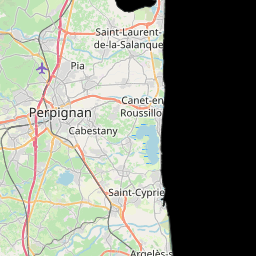 Saint-Laurent-
de-la-Salanque
Pia
Canet-en-
Roussillo
Perpignan
Cabestany
Saint-Cyprie
Argelès-s